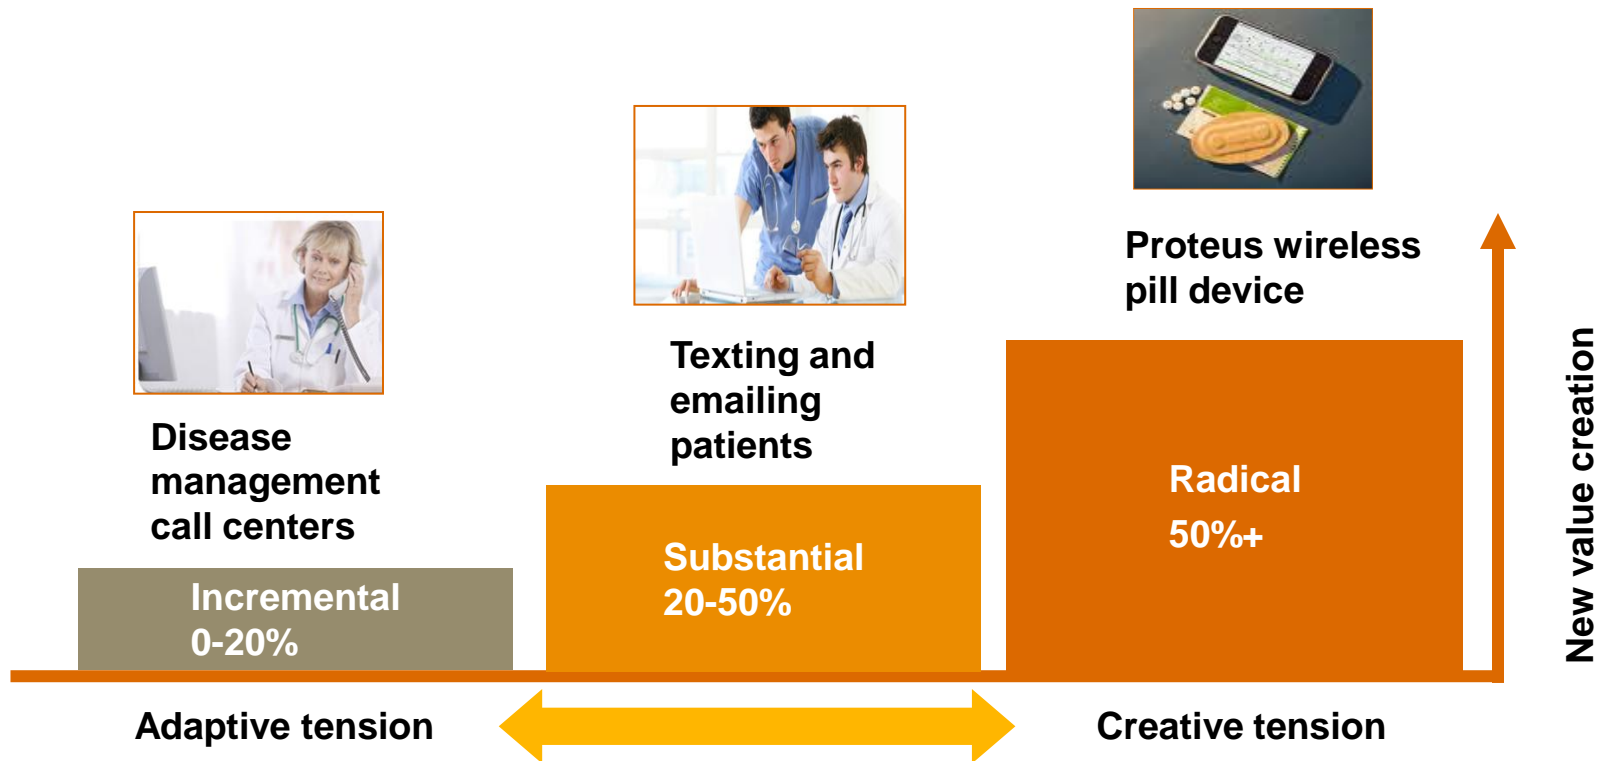 Proteus wireless
pill device
Texting and
emailing
patients
Disease
management
call centers
Radical
50%+
Substantial
20-50%
Incremental
0-20%
New value creation
Adaptive tension
Creative tension